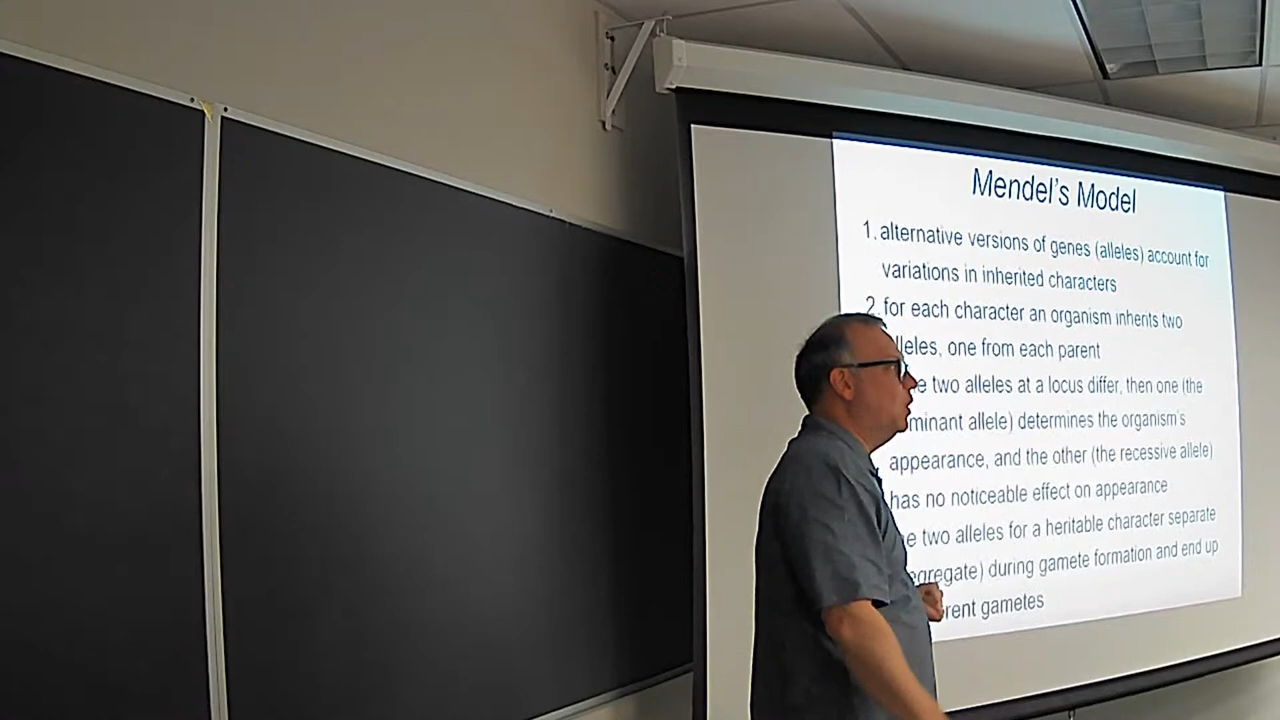 Mendel's Model
1. alternative versions of genes (alleles) account for
variations in inherited characters
2. for each character an organism inherits two
lleles, one from each parent
e two alleles at a locus differ, then one (the
minant allele) determines the organism's
appearance, and the other (the recessive allele)
has no noticeable effect on appearance
e two alleles for a heritable character separate
egregate) during gamete formation and end up
rent gametes